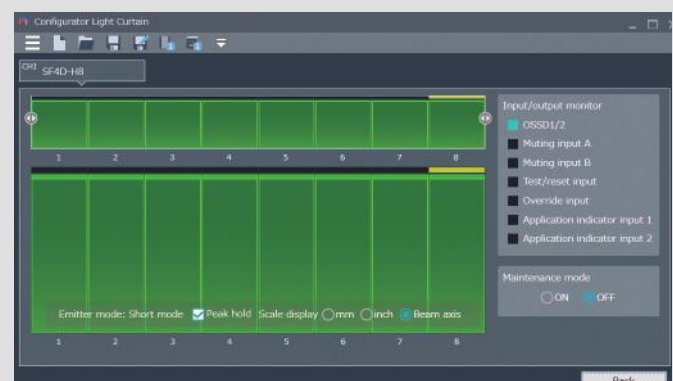 Configurator Light Curtain
CH1 SF4D-H8
1 2 3 4 5 6 7 8
Input/output monitor
OSSD1/2
Muting input A
Muting input B
Test/reset input
Override input
Application indicator input 1
Application indicator input 2
Emitter mode: Short mode Peak hold Scale display mm inch Beam axis
1 2 3 4 5 6 7 8
Maintenance mode
ON OFF
Back